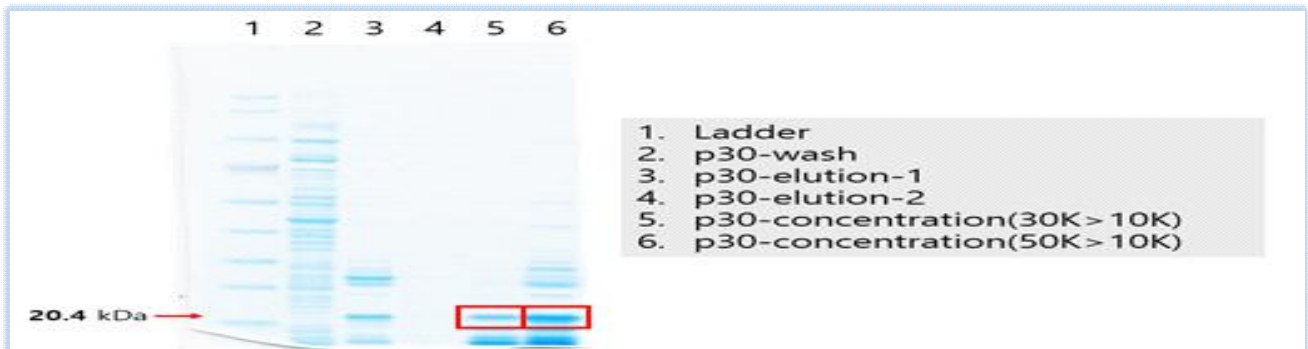 1 2 3 4 5 6
1. Ladder
2. p30-wash
3. p30-elution-1
4. p30-elution-2
5. p30-concentration(30K>10K)
6. p30-concentration(50K>10K)
20.4 kDa